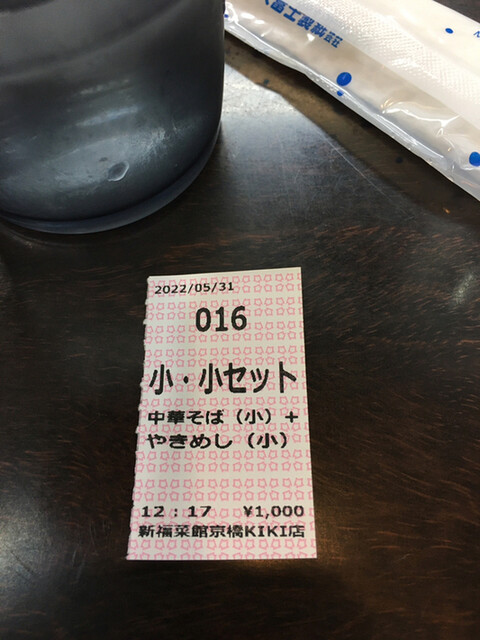 2022/05/31
016
小・小セット
中華そば（小）＋
やきめし（小）
12：17 ¥1,000
新福菜館京橋KIKI店